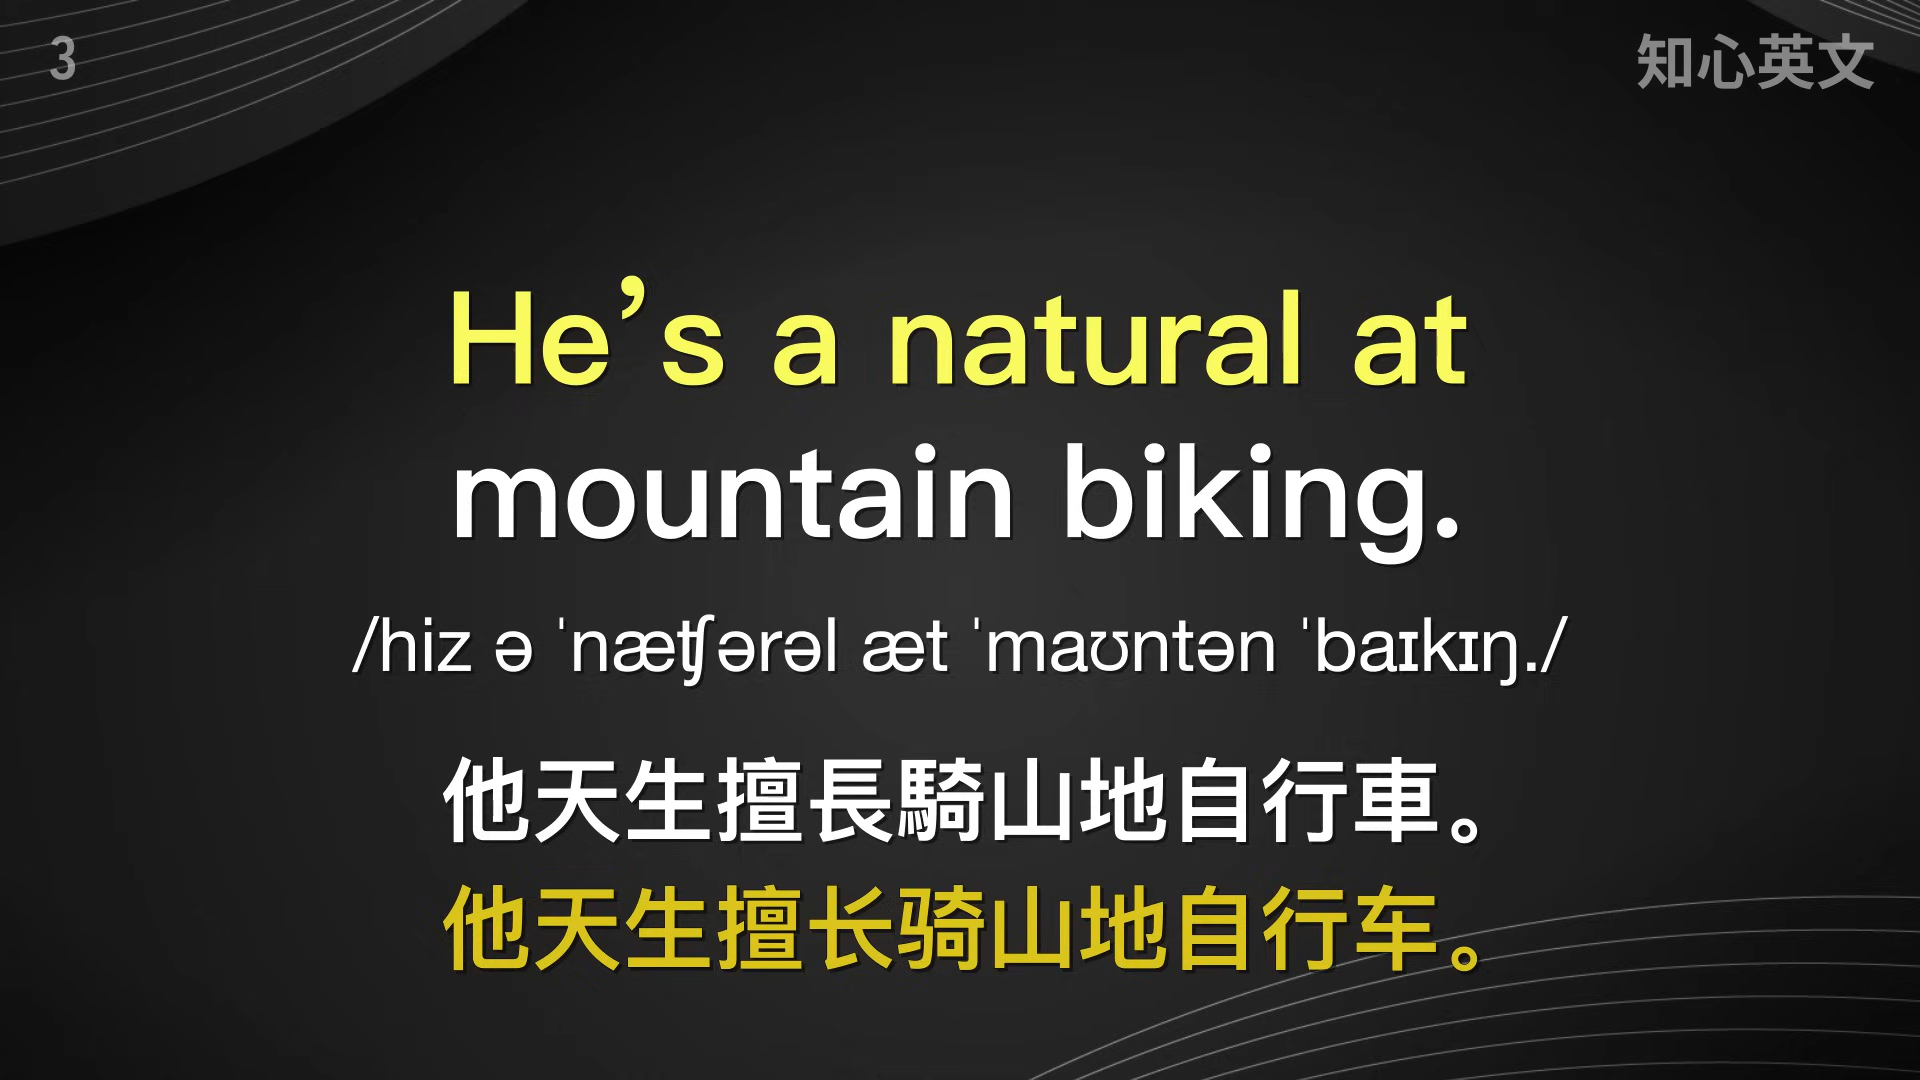 3
知心英文
He’s a natural at
mountain biking.
/hiz ə ˈnæʧərəl æt ˈmaʊntən ˈbaɪkɪŋ./
他天生擅長騎山地自行車。
他天生擅长骑山地自行车。